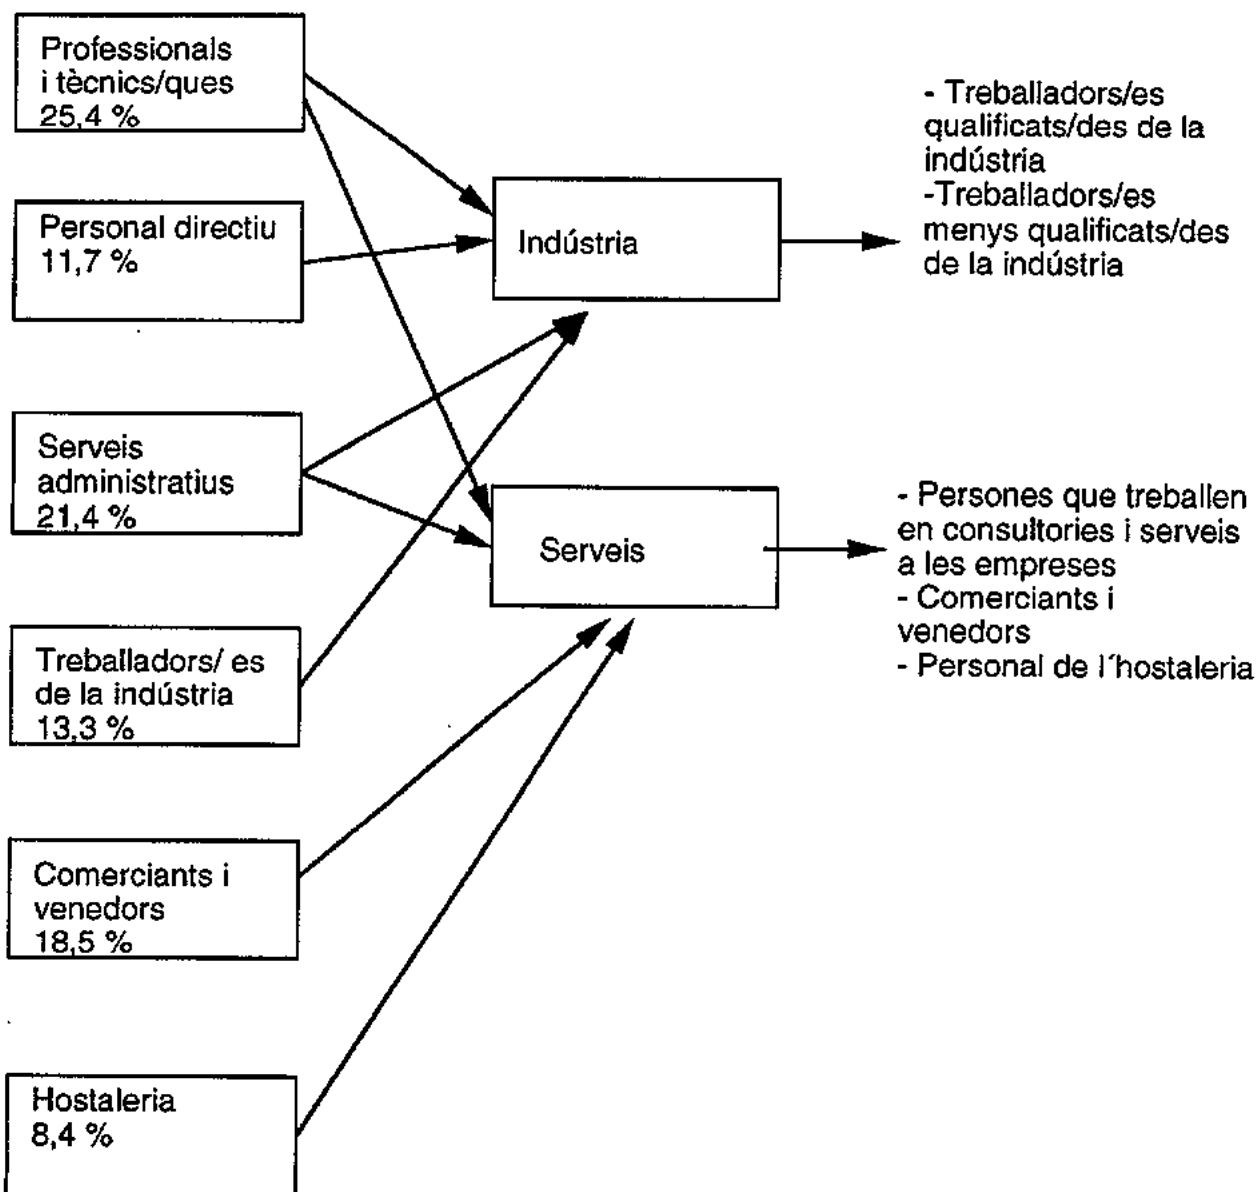 Professionals
i tècnics/ques
25,4 %
Personal directiu
11,7 %
Serveis
administratius
21,4 %
Treballadors/ es
de la indústria
13,3 %
Comerciants i
venedors
18,5 %
Hostaleria
8,4 %
Indústria
Serveis
- Treballadors/es
qualificats/des de la
indústria
-Treballadors/es
menys qualificats/des
de la indústria
- Persones que treballen
en consultories i serveis
a les empreses
- Comerciants i
venedors
- Personal de l´hostaleria